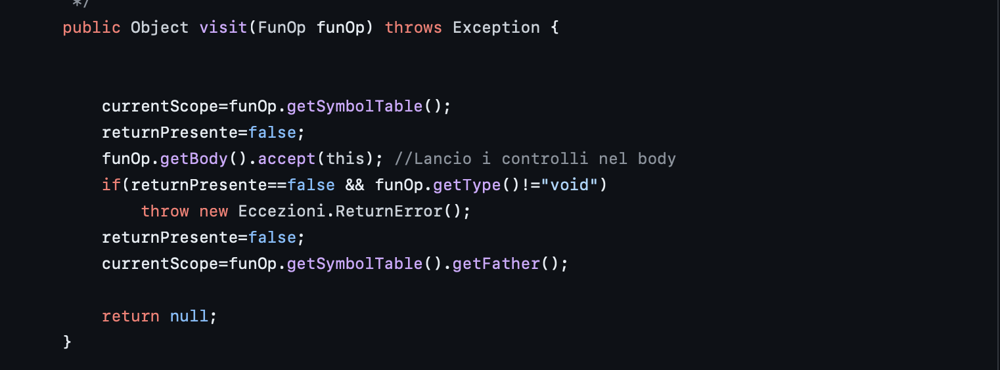 */
public Object visit(FunOp funOp) throws Exception {
currentScope=funOp.getSymbolTable();
returnPresente=false;
funOp.getBody().accept(this); //Lancio i controlli nel body
if(returnPresente==false && funOp.getType()!="void")
throw new Eccezioni.ReturnError();
returnPresente=false;
currentScope=funOp.getSymbolTable().getFather();
return null;
}